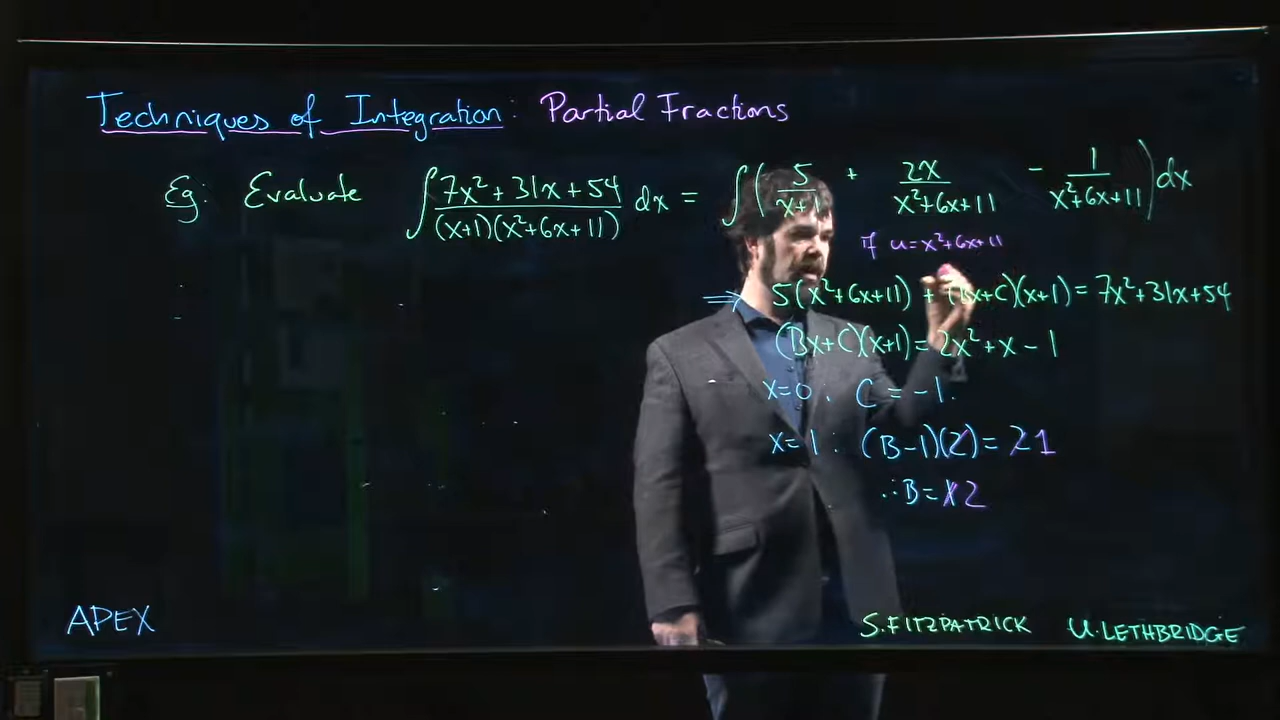 Techniques of Integration: Partial Fractions
Eg: Evaluate ∫ (7x²+31x+54)/((x+1)(x²+6x+11)) dx = ∫( 5/(x+1) + 2x/(x²+6x+11) - 1/(x²+6x+11) )dx
If u=x²+6x+11
⇒ 5(x²+6x+11) + (Bx+C)(x+1) = 7x²+31x+54
(Bx+C)(x+1) = 2x²+x-1
x=0: C=-1.
x=1: (B-1)(2)=21
∴B=X2
APEX
S.FITZPATRICK U.LETHBRIDGE